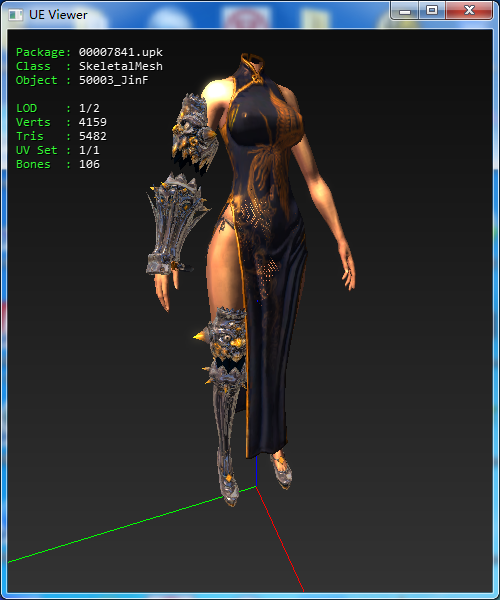 UE Viewer
Package: 00007841.upk
Class : SkeletalMesh
Object : 50003_JinF
LOD : 1/2
Verts : 4159
Tris : 5482
UV Set : 1/1
Bones : 106